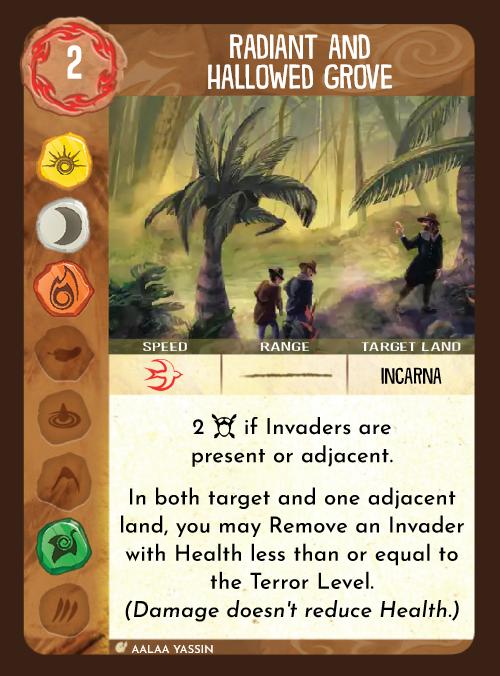 2
RADIANT AND
HALLOWED GROVE
SPEED RANGE TARGET LAND
INCARNA
2 if Invaders are
present or adjacent.
In both target and one adjacent
land, you may Remove an Invader
with Health less than or equal to
the Terror Level.
(Damage doesn't reduce Health.)
AALAA YASSIN